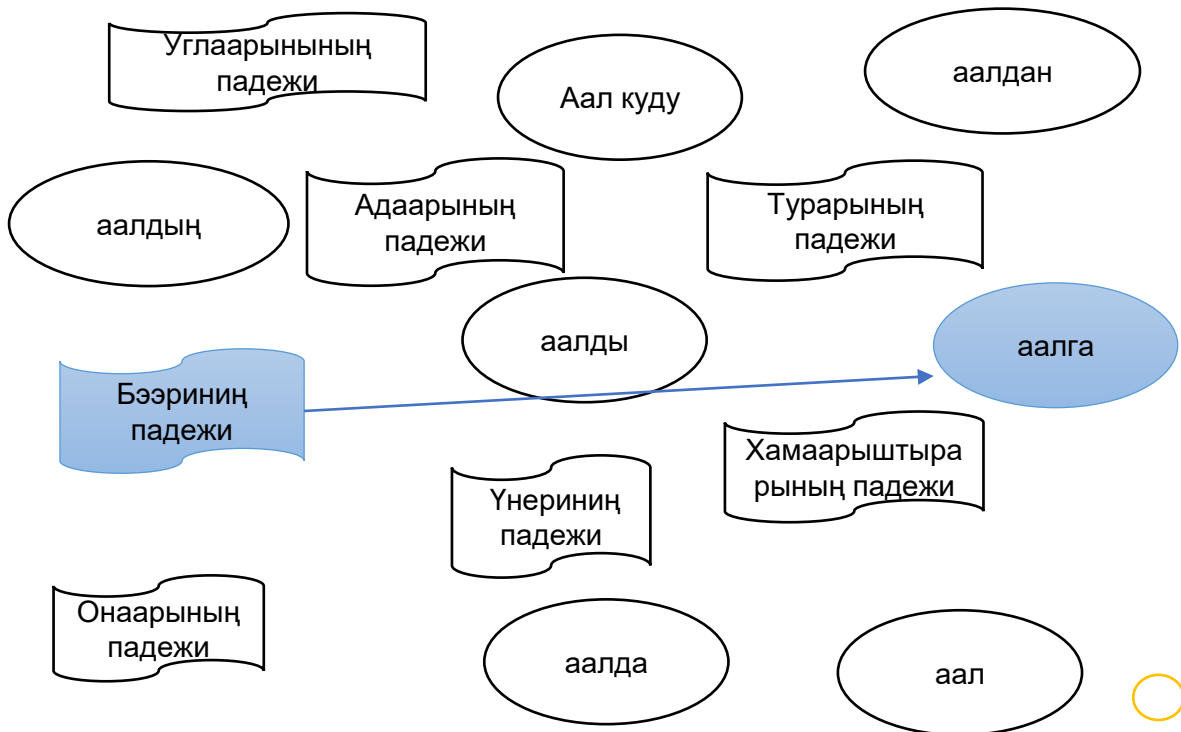 Углаарынының
падежи
Аал куду
аалдан
аалдың
Адаарының
падежи
Турарының
падежи
аалды
аалга
Бээриниң
падежи
Хамаарыштыра
рының падежи
Үнериниң
падежи
Онаарының
падежи
аалда
аал